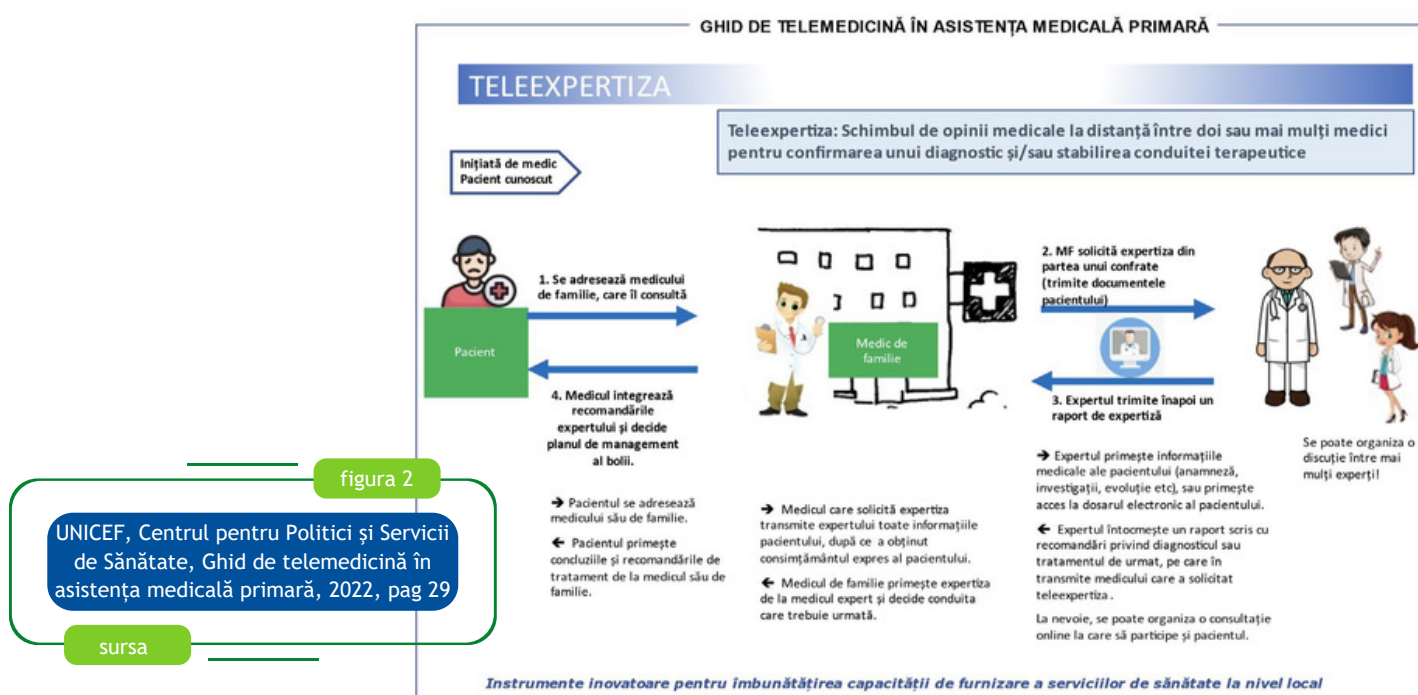 GHID DE TELEMEDICINĂ ÎN ASISTENȚA MEDICALĂ PRIMARĂ
TELEEXPERTIZA
Teleexpertiza: Schimbul de opinii medicale la distanță între doi sau mai mulți medici
pentru confirmarea unui diagnostic și/sau stabilirea conduitei terapeutice
Inițiată de medic
Pacient cunoscut
1. Se adresează medicului
de familie, care îl consultă
Pacient
4. Medicul integrează
recomandările
expertului și decide
planul de management
al bolii.
Medic de
familie
2. MF solicită expertiza din
partea unui confrate
(trimite documentele
pacientului)
3. Expertul trimite înapoi un
raport de expertiză
Se poate organiza o
discuție între mai
mulți experți!
→ Pacientul se adresează
medicului său de familie.
← Pacientul primește
concluziile și recomandările de
tratament de la medicul său de
familie.
→ Medicul care solicită expertiza
transmite expertului toate informațiile
pacientului, după ce a obținut
consimțământul expres al pacientului.
← Medicul de familie primește expertiza
de la medicul expert și decide conduita
care trebuie urmată.
→ Expertul primește informațiile
medicale ale pacientului (anamneză,
investigații, evoluție etc), sau primește
acces la dosarul electronic al pacientului.
← Expertul întocmește un raport scris cu
recomandări privind diagnosticul sau
tratamentul de urmat, pe care în
transmite medicului care a solicitat
teleexpertiza.
La nevoie, se poate organiza o consultație
online la care să participe și pacientul.
figura 2
UNICEF, Centrul pentru Politici și Servicii
de Sănătate, Ghid de telemedicină în
asistența medicală primară, 2022, pag 29
sursa
Instrumente inovatoare pentru îmbunătățirea capacității de furnizare a serviciilor de sănătate la nivel local